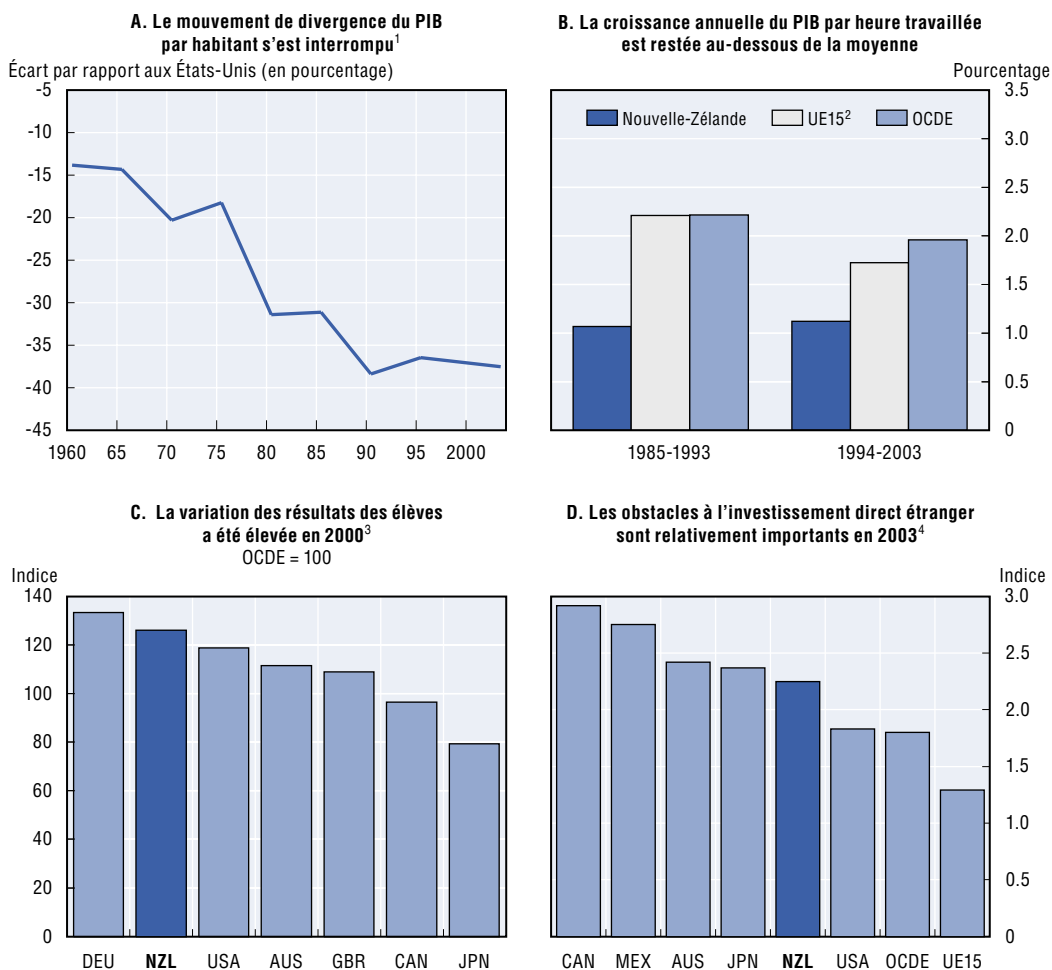 A. Le mouvement de divergence du PIB
par habitant s'est interrompu¹
Écart par rapport aux États-Unis (en pourcentage)
-5
-10
-15
-20
-25
-30
-35
-40
-45
1960 65 70 75 80 85 90 95 2000
B. La croissance annuelle du PIB par heure travaillée
est restée au-dessous de la moyenne
Pourcentage
Nouvelle-Zélande UE15² OCDE
3.5
3.0
2.5
2.0
1.5
1.0
0.5
0
1985-1993 1994-2003
C. La variation des résultats des élèves
a été élevée en 2000³
OCDE = 100
Indice
140
120
100
80
60
40
20
0
DEU NZL USA AUS GBR CAN JPN
D. Les obstacles à l'investissement direct étranger
sont relativement importants en 2003⁴
Indice
3.0
2.5
2.0
1.5
1.0
0.5
0
CAN MEX AUS JPN NZL USA OCDE UE15